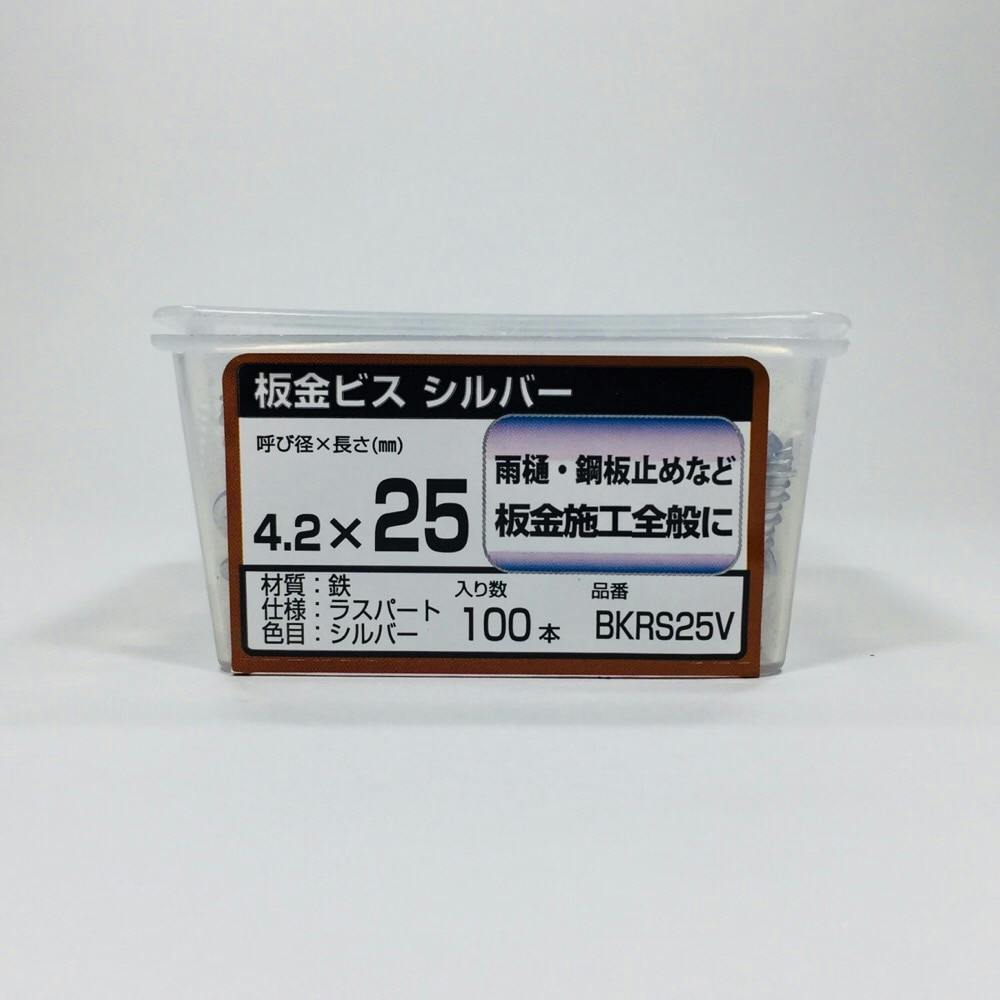 板金ビス シルバー
呼び径×長さ(㎜)
4.2×25
雨樋・鋼板止めなど
板金施工全般に
材質：鉄
仕様：ラスパート
色目：シルバー
入り数
100本
品番
BKRS25V